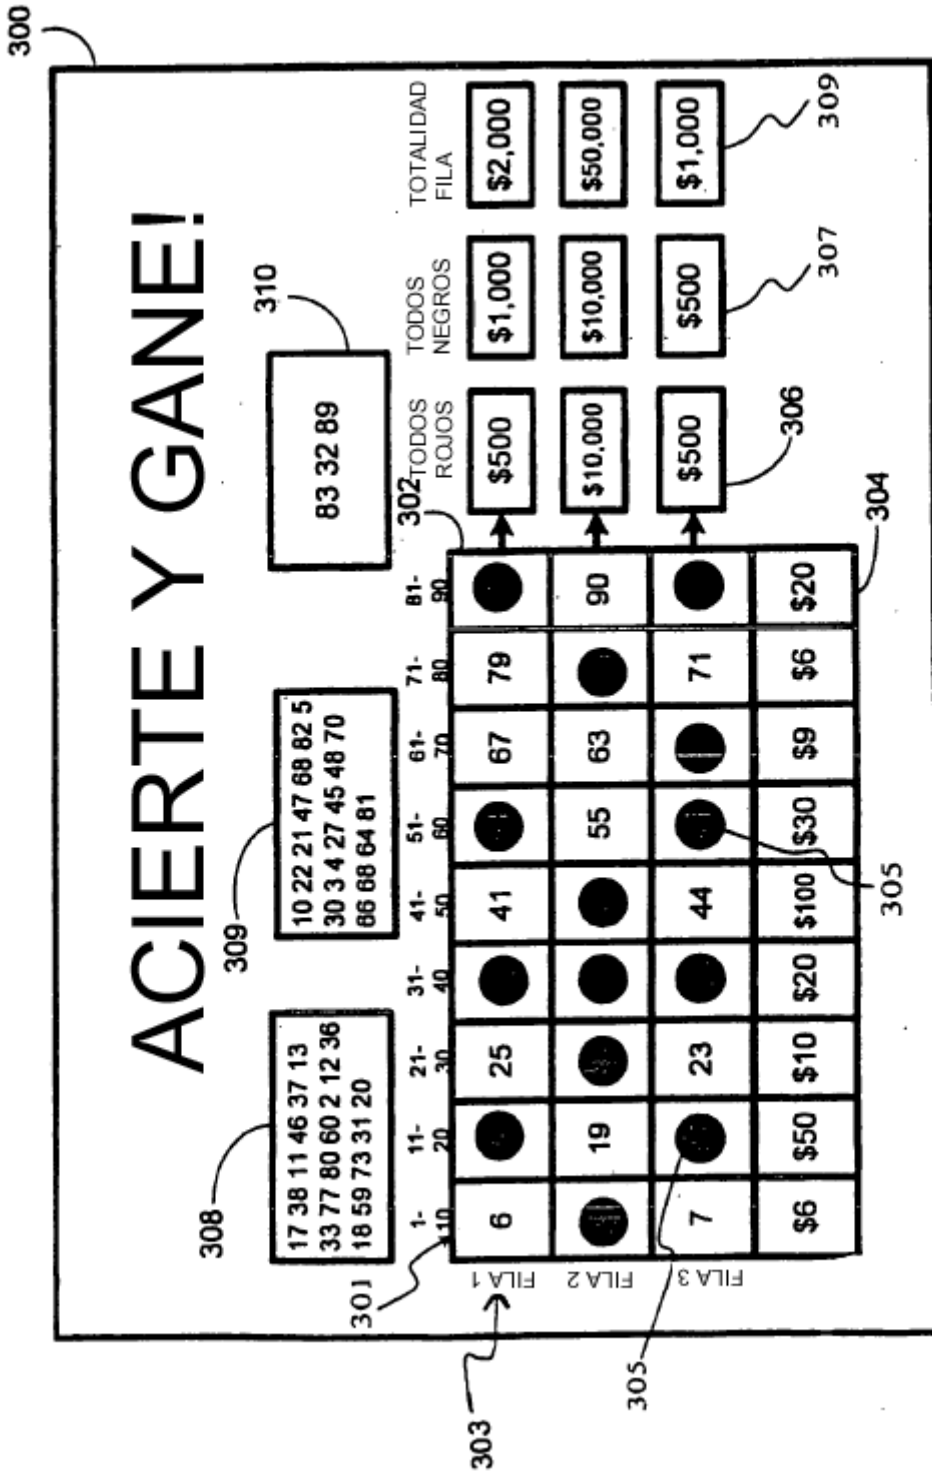 300
ACIERTE Y GANE!
308
309
310
17 38 11 46 37 13
33 77 80 60 2 12 36
18 59 73 31 20
10 22 21 47 68 82 5
30 3 4 27 45 48 70
66 68 64 81
83 32 89
301
302
1-10 11-20 21-30 31-40 41-50 51-60 61-70 71-80 81-90
TODOS ROJOS
TODOS NEGROS
TOTALIDAD FILA
303
FILA 1
6 25 41 67 79
$500 $1,000 $2,000
FILA 2
19 55 63 90
$10,000 $10,000 $50,000
FILA 3
7 23 44 71
$500 $500 $1,000
$6 $50 $10 $20 $100 $30 $9 $6 $20
305
305
304
306
307
309